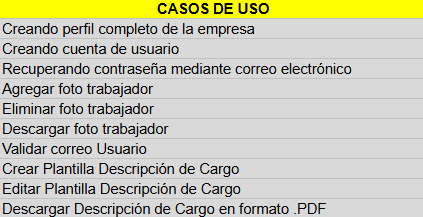 CASOS DE USO
Creando perfil completo de la empresa
Creando cuenta de usuario
Recuperando contraseña mediante correo electrónico
Agregar foto trabajador
Eliminar foto trabajador
Descargar foto trabajador
Validar correo Usuario
Crear Plantilla Descripción de Cargo
Editar Plantilla Descripción de Cargo
Descargar Descripción de Cargo en formato .PDF